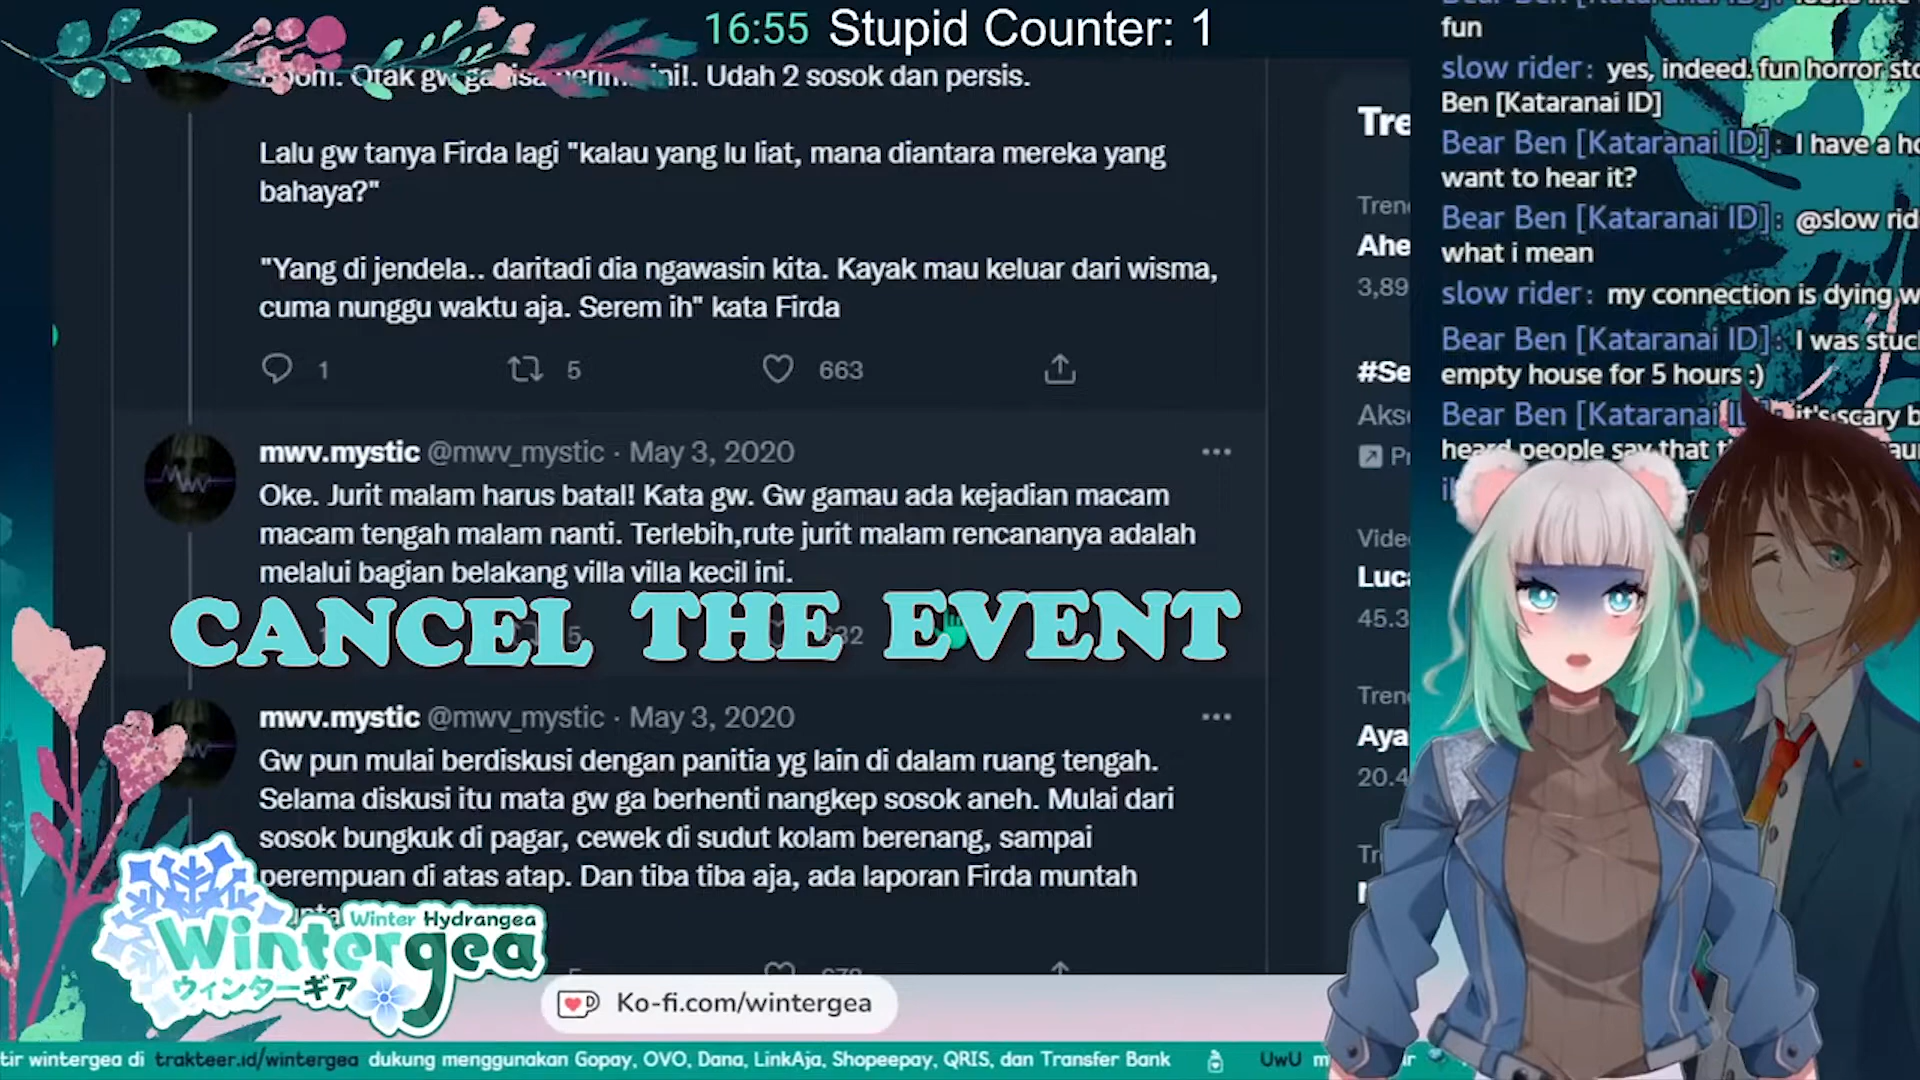 16:55 Stupid Counter: 1
Udah 2 sosok dan persis.
Lalu gw tanya Firda lagi "kalau yang lu liat, mana diantara mereka yang
bahaya?"
"Yang di jendela.. daritadi dia ngawasin kita. Kayak mau keluar dari wisma,
cuma nunggu waktu aja. Serem ih" kata Firda
1 5 663
mwv.mystic @mwv_mystic · May 3, 2020
Oke. Jurit malam harus batal! Kata gw. Gw gamau ada kejadian macam
macam tengah malam nanti. Terlebih,rute jurit malam rencananya adalah
melalui bagian belakang villa villa kecil ini.
CANCEL THE EVENT
mwv.mystic @mwv_mystic · May 3, 2020
Gw pun mulai berdiskusi dengan panitia yg lain di dalam ruang tengah.
Selama diskusi itu mata gw ga berhenti nangkep sosok aneh. Mulai dari
sosok bungkuk di pagar, cewek di sudut kolam berenang, sampai
perempuan di atas atap. Dan tiba tiba aja, ada laporan Firda muntah
Winter Hydrangea
Wintergea
ウィンターギア
Ko-fi.com/wintergea
wintergea di trakteer.id/wintergea dukung menggunakan Gopay, OVO, Dana, LinkAja, Shopeepay, QRIS, dan Transfer Bank UwU
fun
slow rider: yes, indeed. fun horror
Ben [Kataranai ID]
Bear Ben [Kataranai ID]: I have a
want to hear it?
Bear Ben [Kataranai ID]: @slow
what i mean
slow rider: my connection is dying
Bear Ben [Kataranai ID]: I was
empty house for 5 hours :)
Bear Ben [Kataranai it's scary
heard people say that